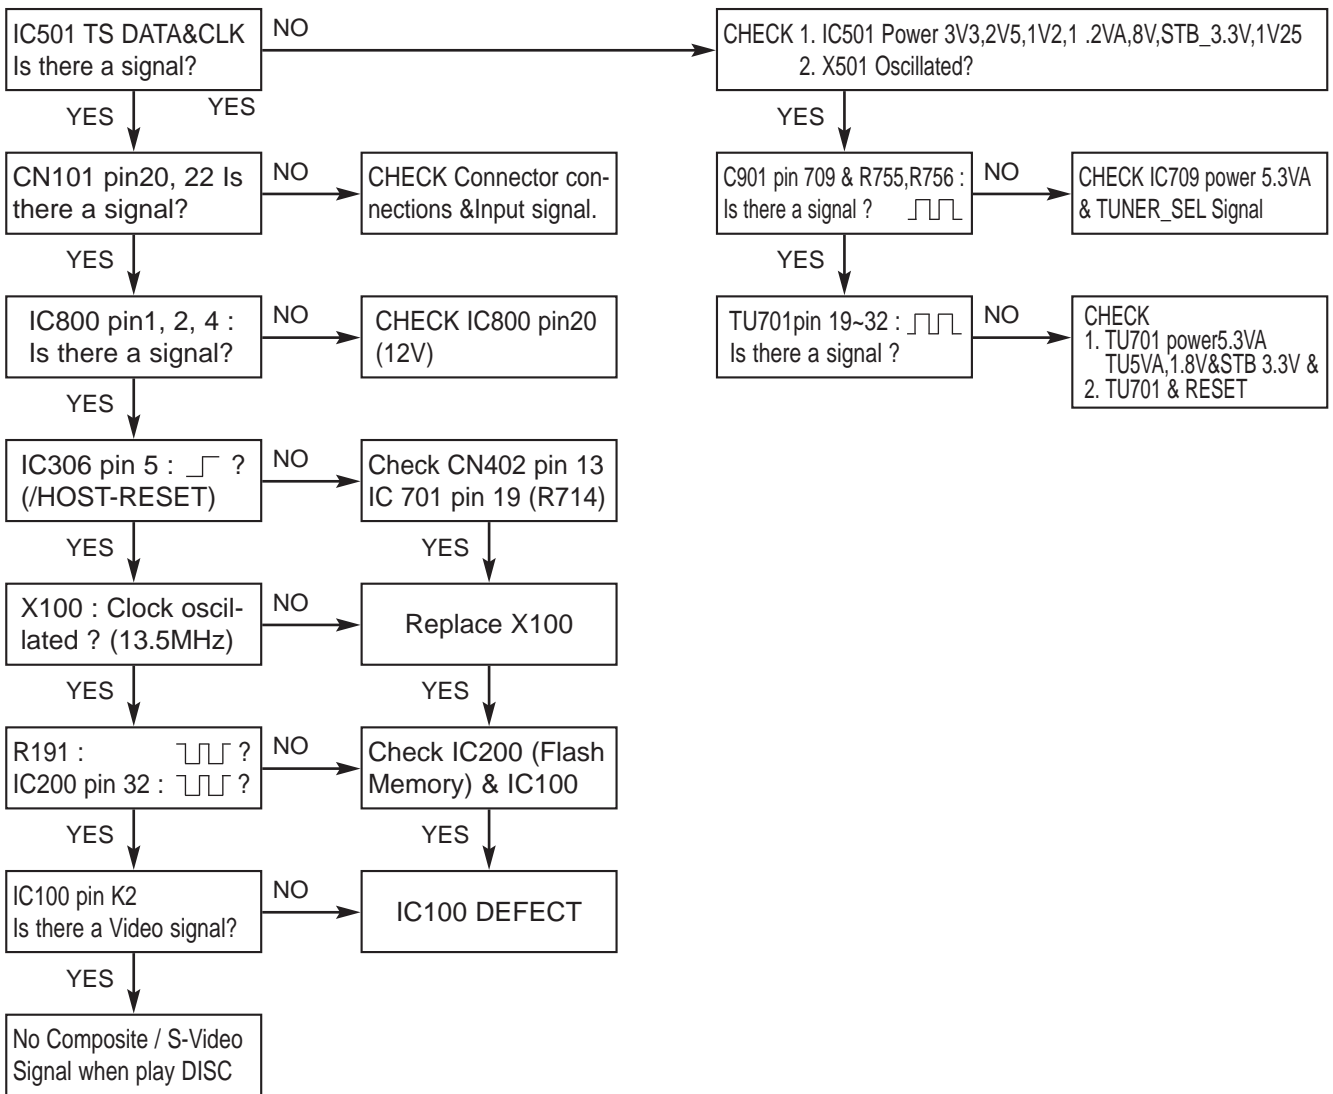 IC501 TS DATA&CLK
Is there a signal?
NO
CHECK 1. IC501 Power 3V3,2V5,1V2,1 .2VA,8V,STB_3.3V,1V25
2. X501 Oscillated?
YES
YES
YES
CN101 pin20, 22 Is
there a signal?
NO
CHECK Connector con-
nections &Input signal.
C901 pin 709 & R755,R756 :
Is there a signal ?
NO
CHECK IC709 power 5.3VA
& TUNER_SEL Signal
YES
YES
IC800 pin1, 2, 4 :
Is there a signal?
NO
CHECK IC800 pin20
(12V)
TU701pin 19~32 :
Is there a signal ?
NO
CHECK
1. TU701 power5.3VA
TU5VA,1.8V&STB 3.3V &
2. TU701 & RESET
YES
IC306 pin 5 : ?
(/HOST-RESET)
NO
Check CN402 pin 13
IC 701 pin 19 (R714)
YES
YES
X100 : Clock oscil-
lated ? (13.5MHz)
NO
Replace X100
YES
YES
R191 : ?
IC200 pin 32 : ?
NO
Check IC200 (Flash
Memory) & IC100
YES
YES
IC100 pin K2
Is there a Video signal?
NO
IC100 DEFECT
YES
No Composite / S-Video
Signal when play DISC